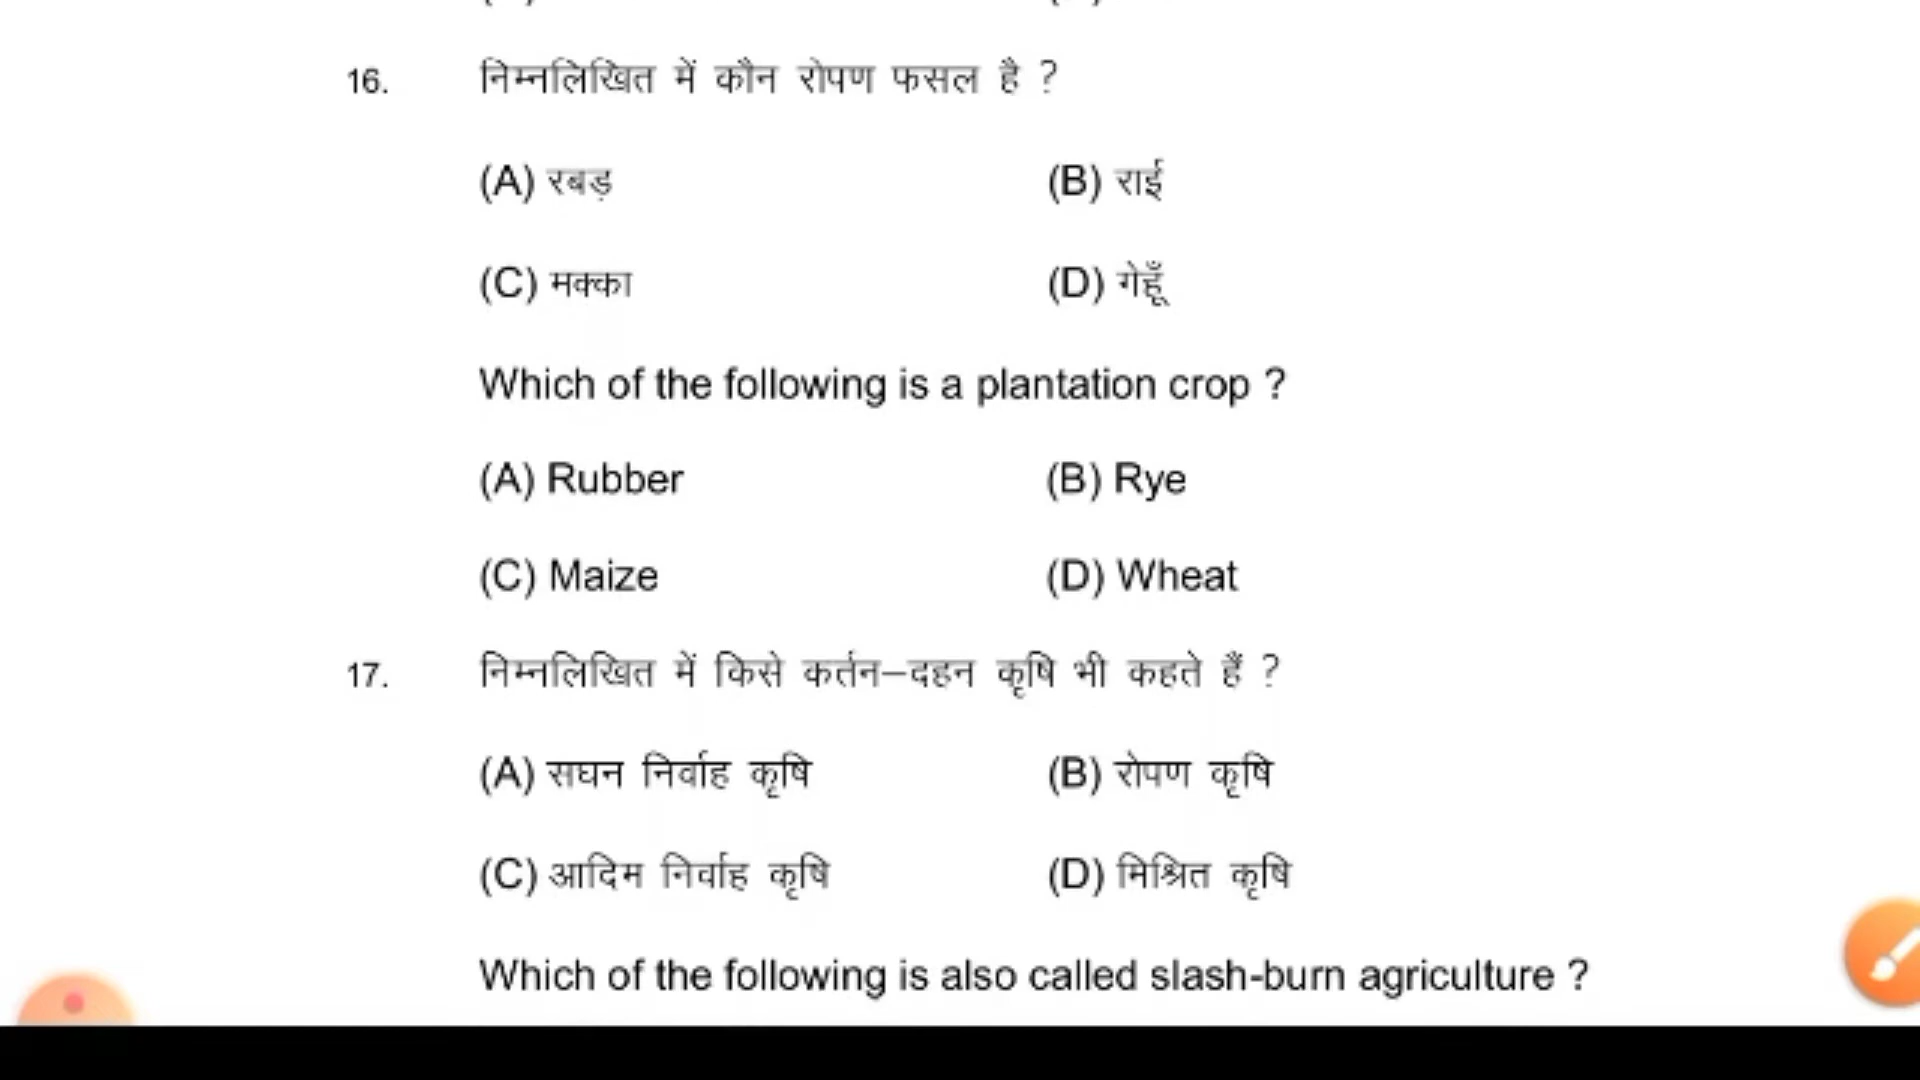 16. निम्नलिखित में कौन रोपण फसल है ?
(A) रबड़ (B) राई
(C) मक्का (D) गेहूँ
Which of the following is a plantation crop ?
(A) Rubber (B) Rye
(C) Maize (D) Wheat
17. निम्नलिखित में किसे कर्तन–दहन कृषि भी कहते हैं ?
(A) सघन निर्वाह कृषि (B) रोपण कृषि
(C) आदिम निर्वाह कृषि (D) मिश्रित कृषि
Which of the following is also called slash-burn agriculture ?